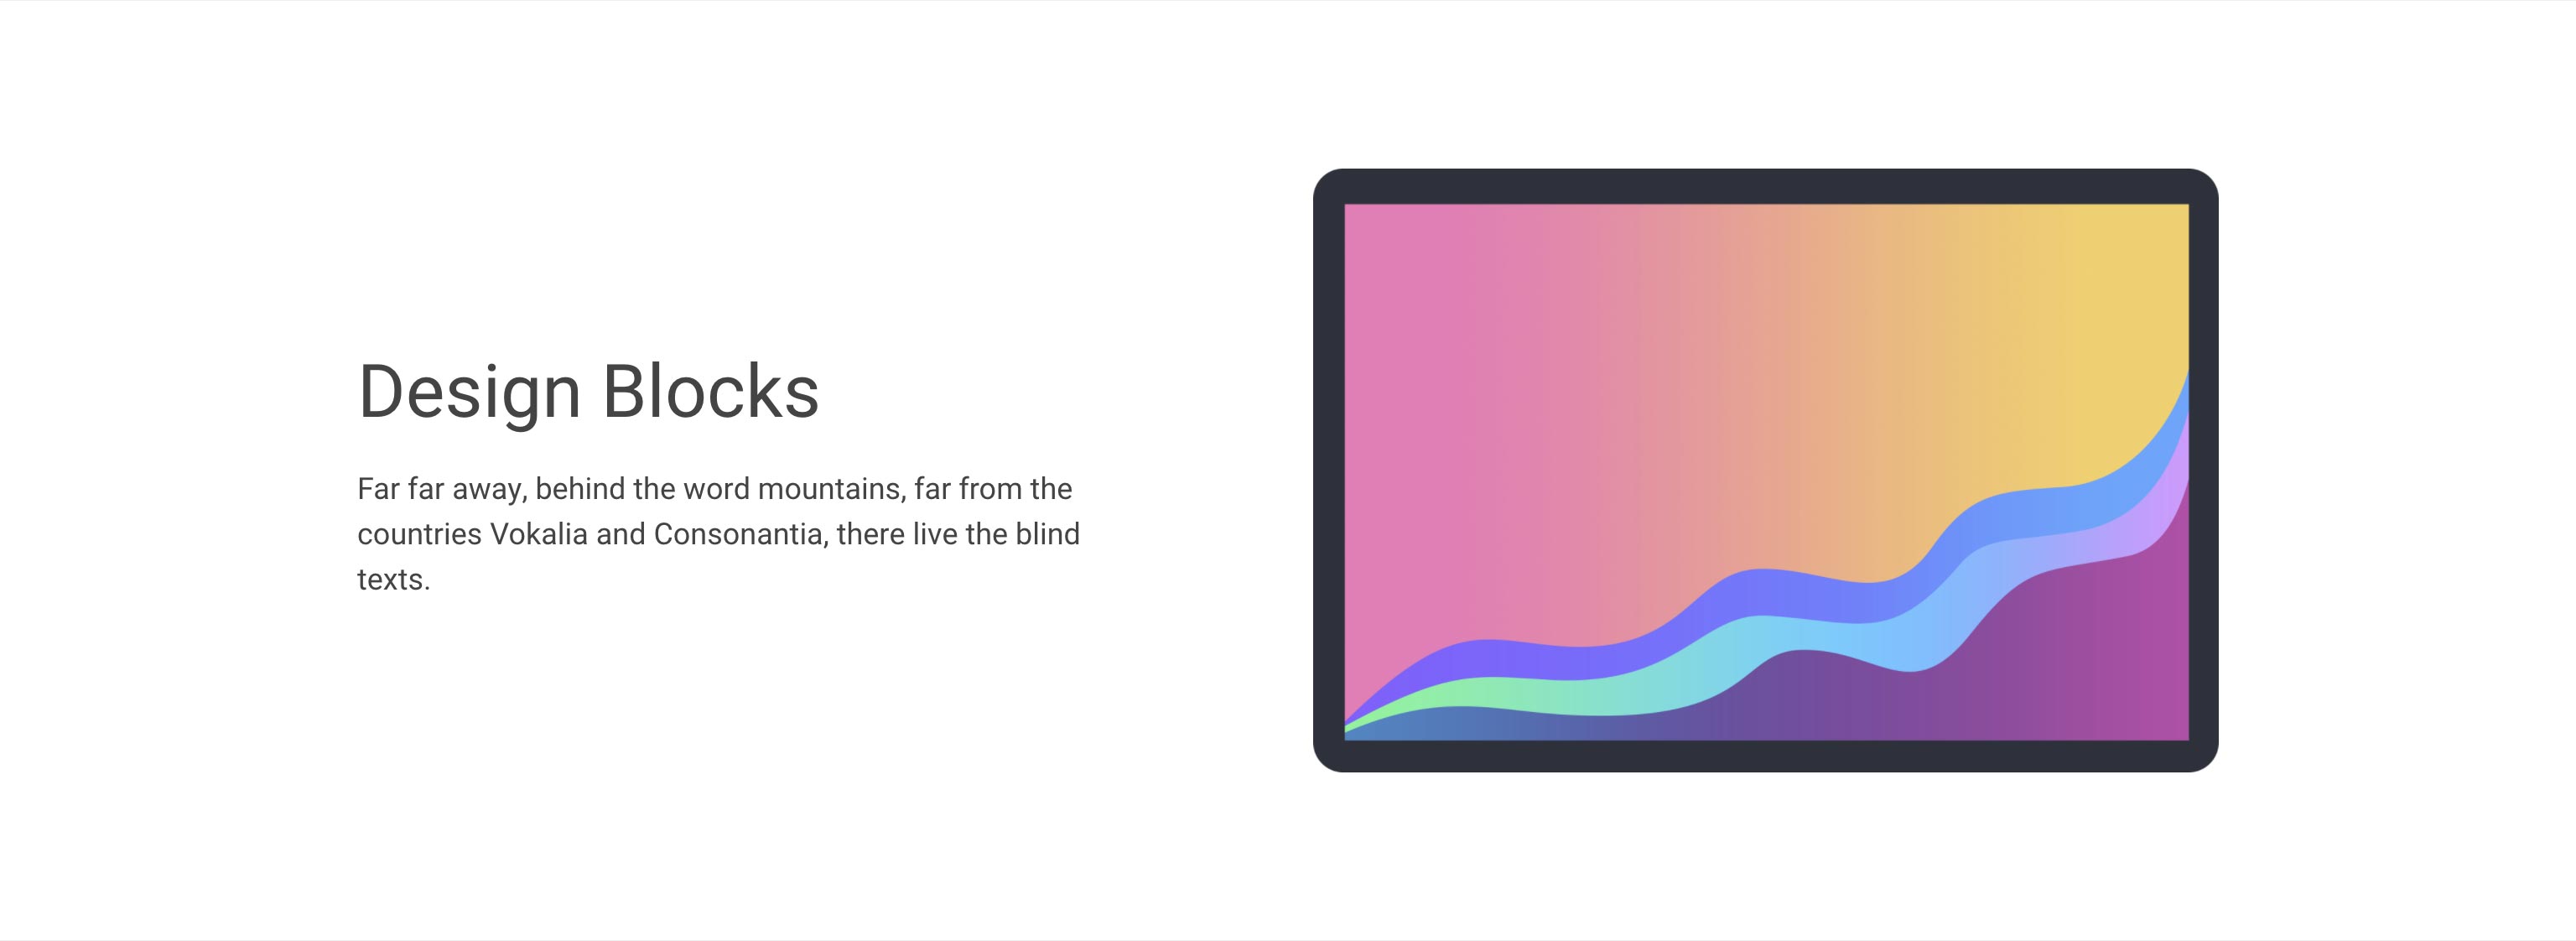 Design Blocks
Far far away, behind the word mountains, far from the
countries Vokalia and Consonantia, there live the blind
texts.